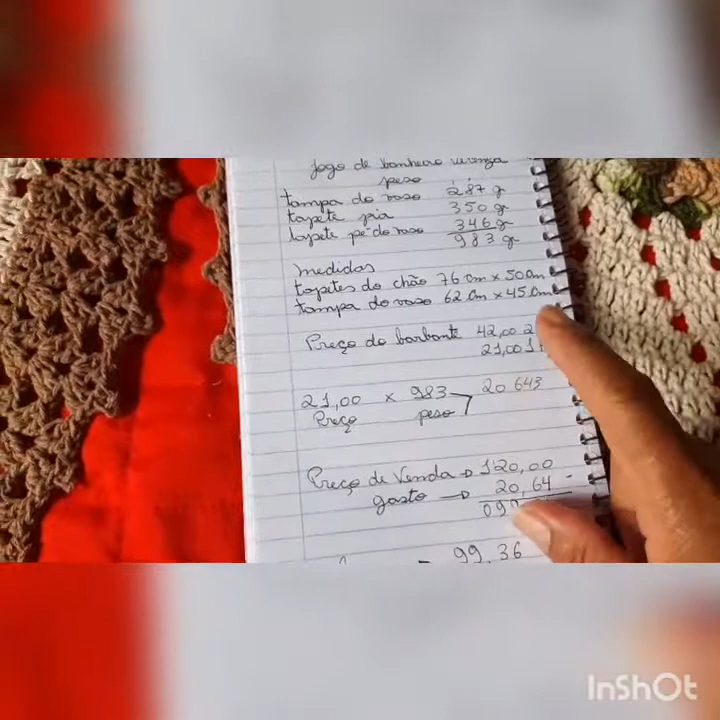 jogo de banheiro
peso
tampa do vaso 287 g
tapete pia 350 gr
tapete pé do vaso 346 gr
983 gr
medidas
tapetes do chão 76 cm x 50 cm
tampa do vaso 62 cm x 45 cm
Preço do barbante 42,00 2
21,00 1
21,00 x 983 20 643
Preço peso
Preço de Venda → 120,00
gasto → 20,64 -
099
99,36
InShOt